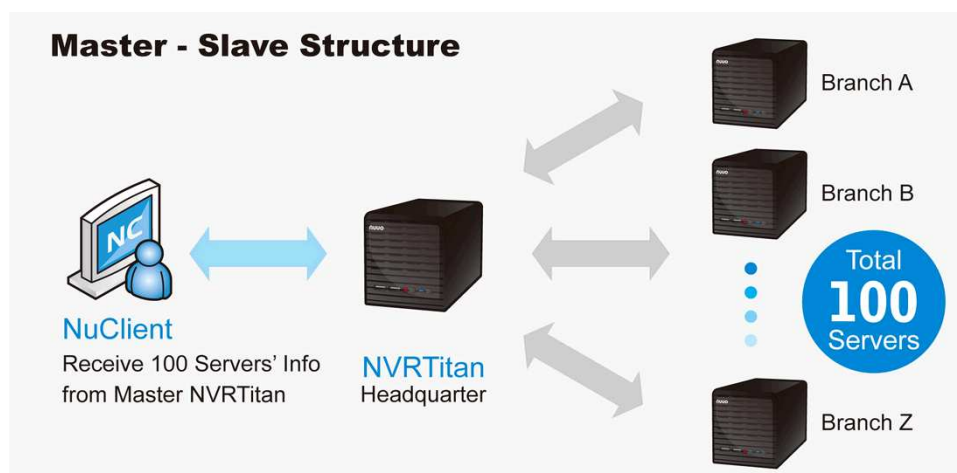 Master - Slave Structure
Branch A
Branch B
Total
100
Servers
NC
NuClient
Receive 100 Servers' Info
from Master NVRTitan
NVRTitan
Headquarter
Branch Z